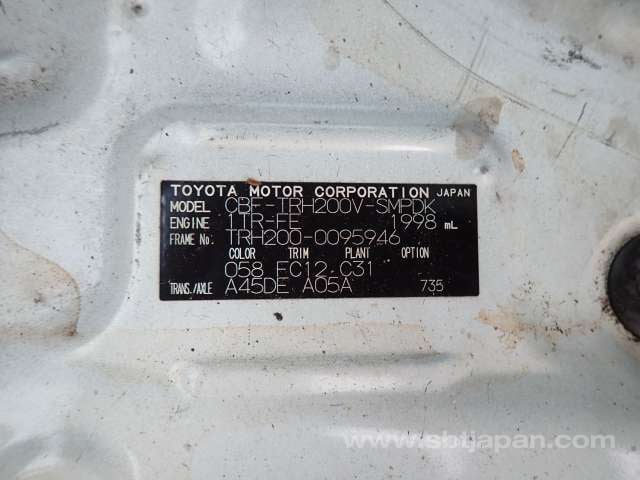 TOYOTA MOTOR CORPORATION JAPAN
MODEL CBF-TRH200V-SMPDK
ENGINE 1TR-FE 1998 mL
FRAME No. TRH200-0095946
COLOR TRIM PLANT OPTION
058 EC12 C31
TRANS./AXLE A45DE A05A 735
www.sbtjapan.com